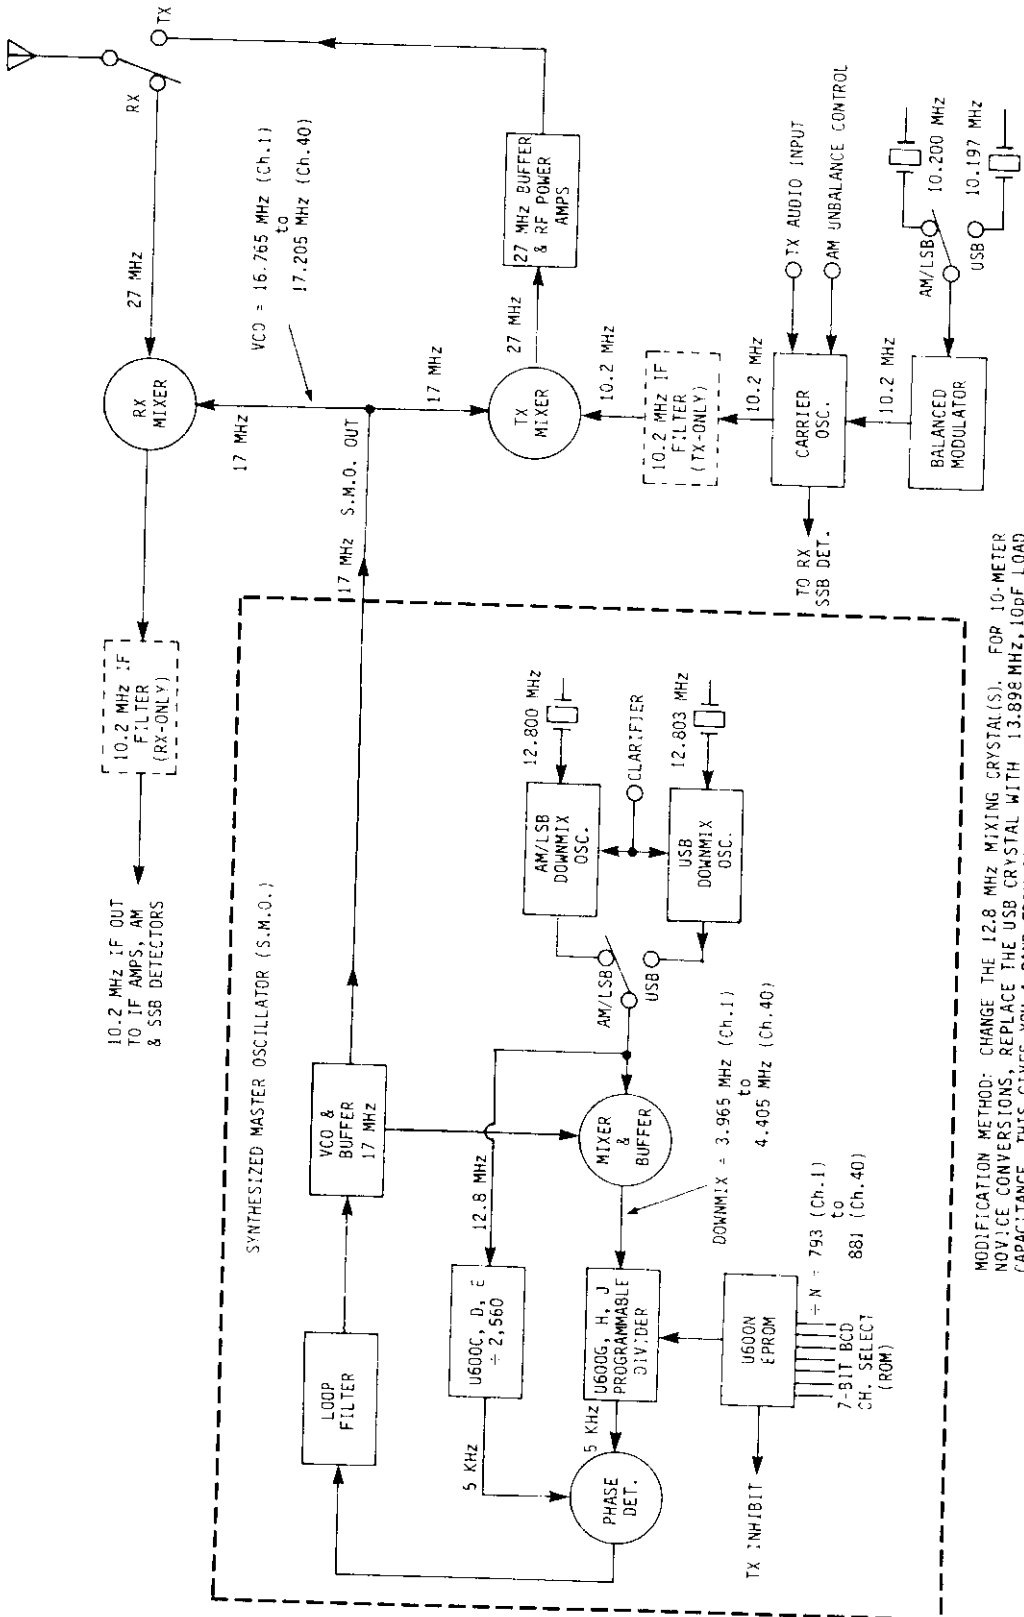 TX
RX
27 MHz
RX
MIXER
17 MHz
VCO = 16.765 MHz (Ch.1)
to
17.205 MHz (Ch.40)
17 MHz
TX
MIXER
27 MHz
27 MHz BUFFER
& RF POWER
AMPS
10.2 MHz
10.2 MHz IF
FILTER
(TX-ONLY)
10.2 MHz
CARRIER
OSC.
TX AUDIO INPUT
AM UNBALANCE CONTROL
TO RX
SSB DET.
10.2 MHz
BALANCED
MODULATOR
AM/LSB
USB
10.200 MHz
10.197 MHz
10.2 MHz IF
FILTER
(RX-ONLY)
10.2 MHz IF OUT
TO IF AMPS, AM
& SSB DETECTORS
17 MHz S.M.O. OUT
SYNTHESIZED MASTER OSCILLATOR (S.M.O.)
LOOP
FILTER
VCO &
BUFFER
17 MHz
12.8 MHz
U600C, D, E
÷ 2,560
5 KHz
5 KHz
PHASE
DET.
U600G, H, J
PROGRAMMABLE
DIVIDER
MIXER
&
BUFFER
AM/LSB
USB
AM/LSB
DOWNMIX
OSC.
12.800 MHz
CLARIFIER
USB
DOWNMIX
OSC.
12.803 MHz
DOWNMIX = 3.965 MHz (Ch.1)
to
4.405 MHz (Ch.40)
U600N
EPROM
TX INHIBIT
÷ N = 793 (Ch.1)
to
881 (Ch.40)
7-BIT BCD
CH. SELECT
(ROM)
MODIFICATION METHOD: CHANGE THE 12.8 MHz MIXING CRYSTAL(S). FOR 10-METER
NOVICE CONVERSIONS, REPLACE THE USB CRYSTAL WITH 13.898 MHz, 10pF LOAD